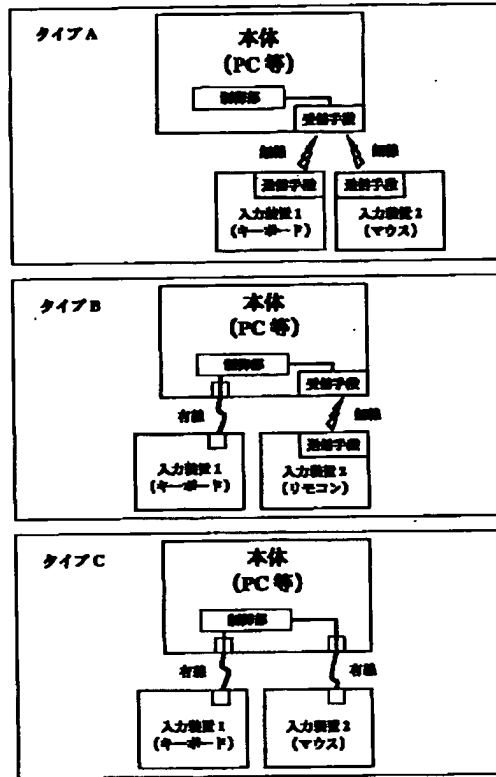 タイプA
本体
(PC等)
制御部
受信手段
無線
無線
送信手段
送信手段
入力装置1
(キーボード)
入力装置2
(マウス)
タイプB
本体
(PC等)
制御部
受信手段
有線
無線
送信手段
入力装置1
(キーボード)
入力装置2
(リモコン)
タイプC
本体
(PC等)
制御部
有線
有線
入力装置1
(キーボード)
入力装置2
(マウス)